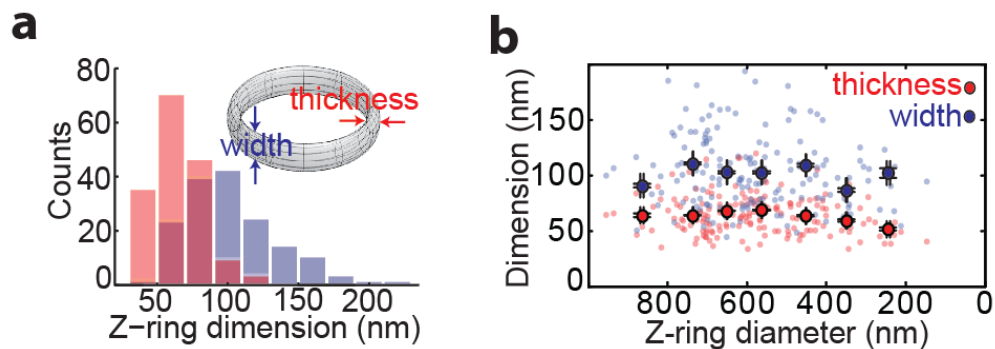 a
80
60
40
20
0
Counts
50
100
150
200
Z−ring dimension (nm)
thickness
width
b
thickness
width
150
100
50
0
Dimension (nm)
800
600
400
200
0
Z-ring diameter (nm)